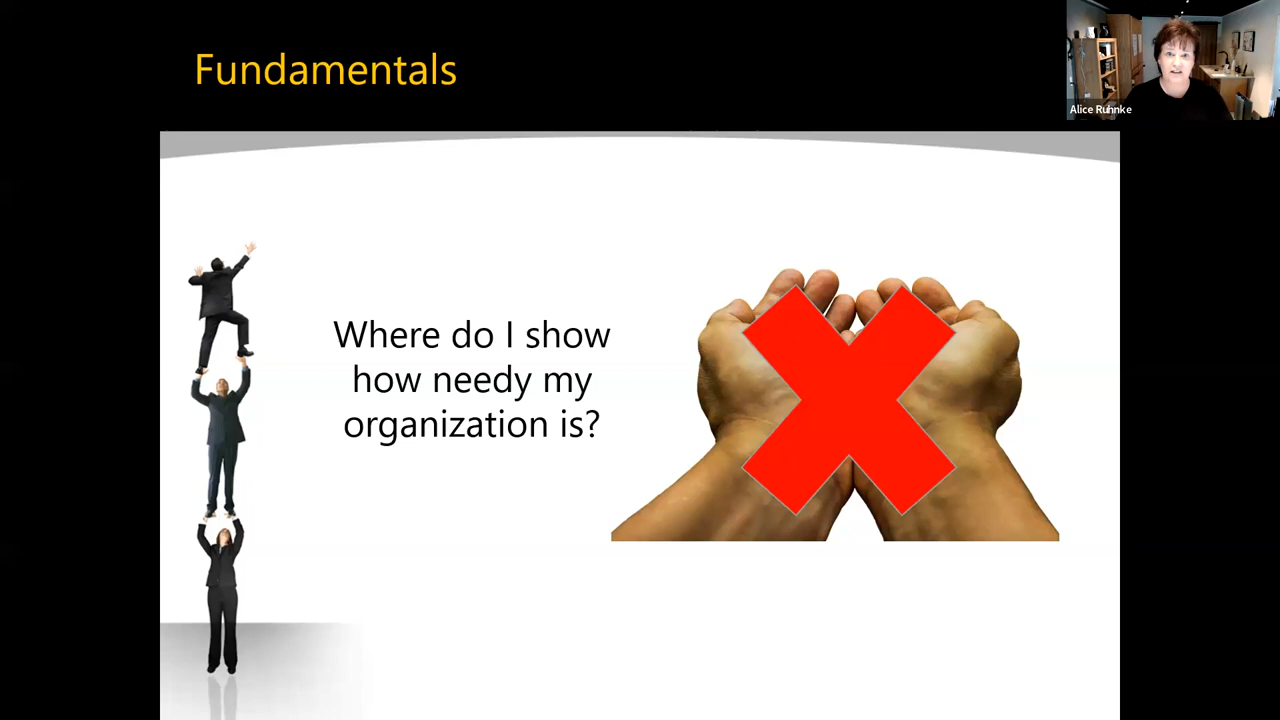 Fundamentals
Alice Ruhnke
Where do I show
how needy my
organization is?